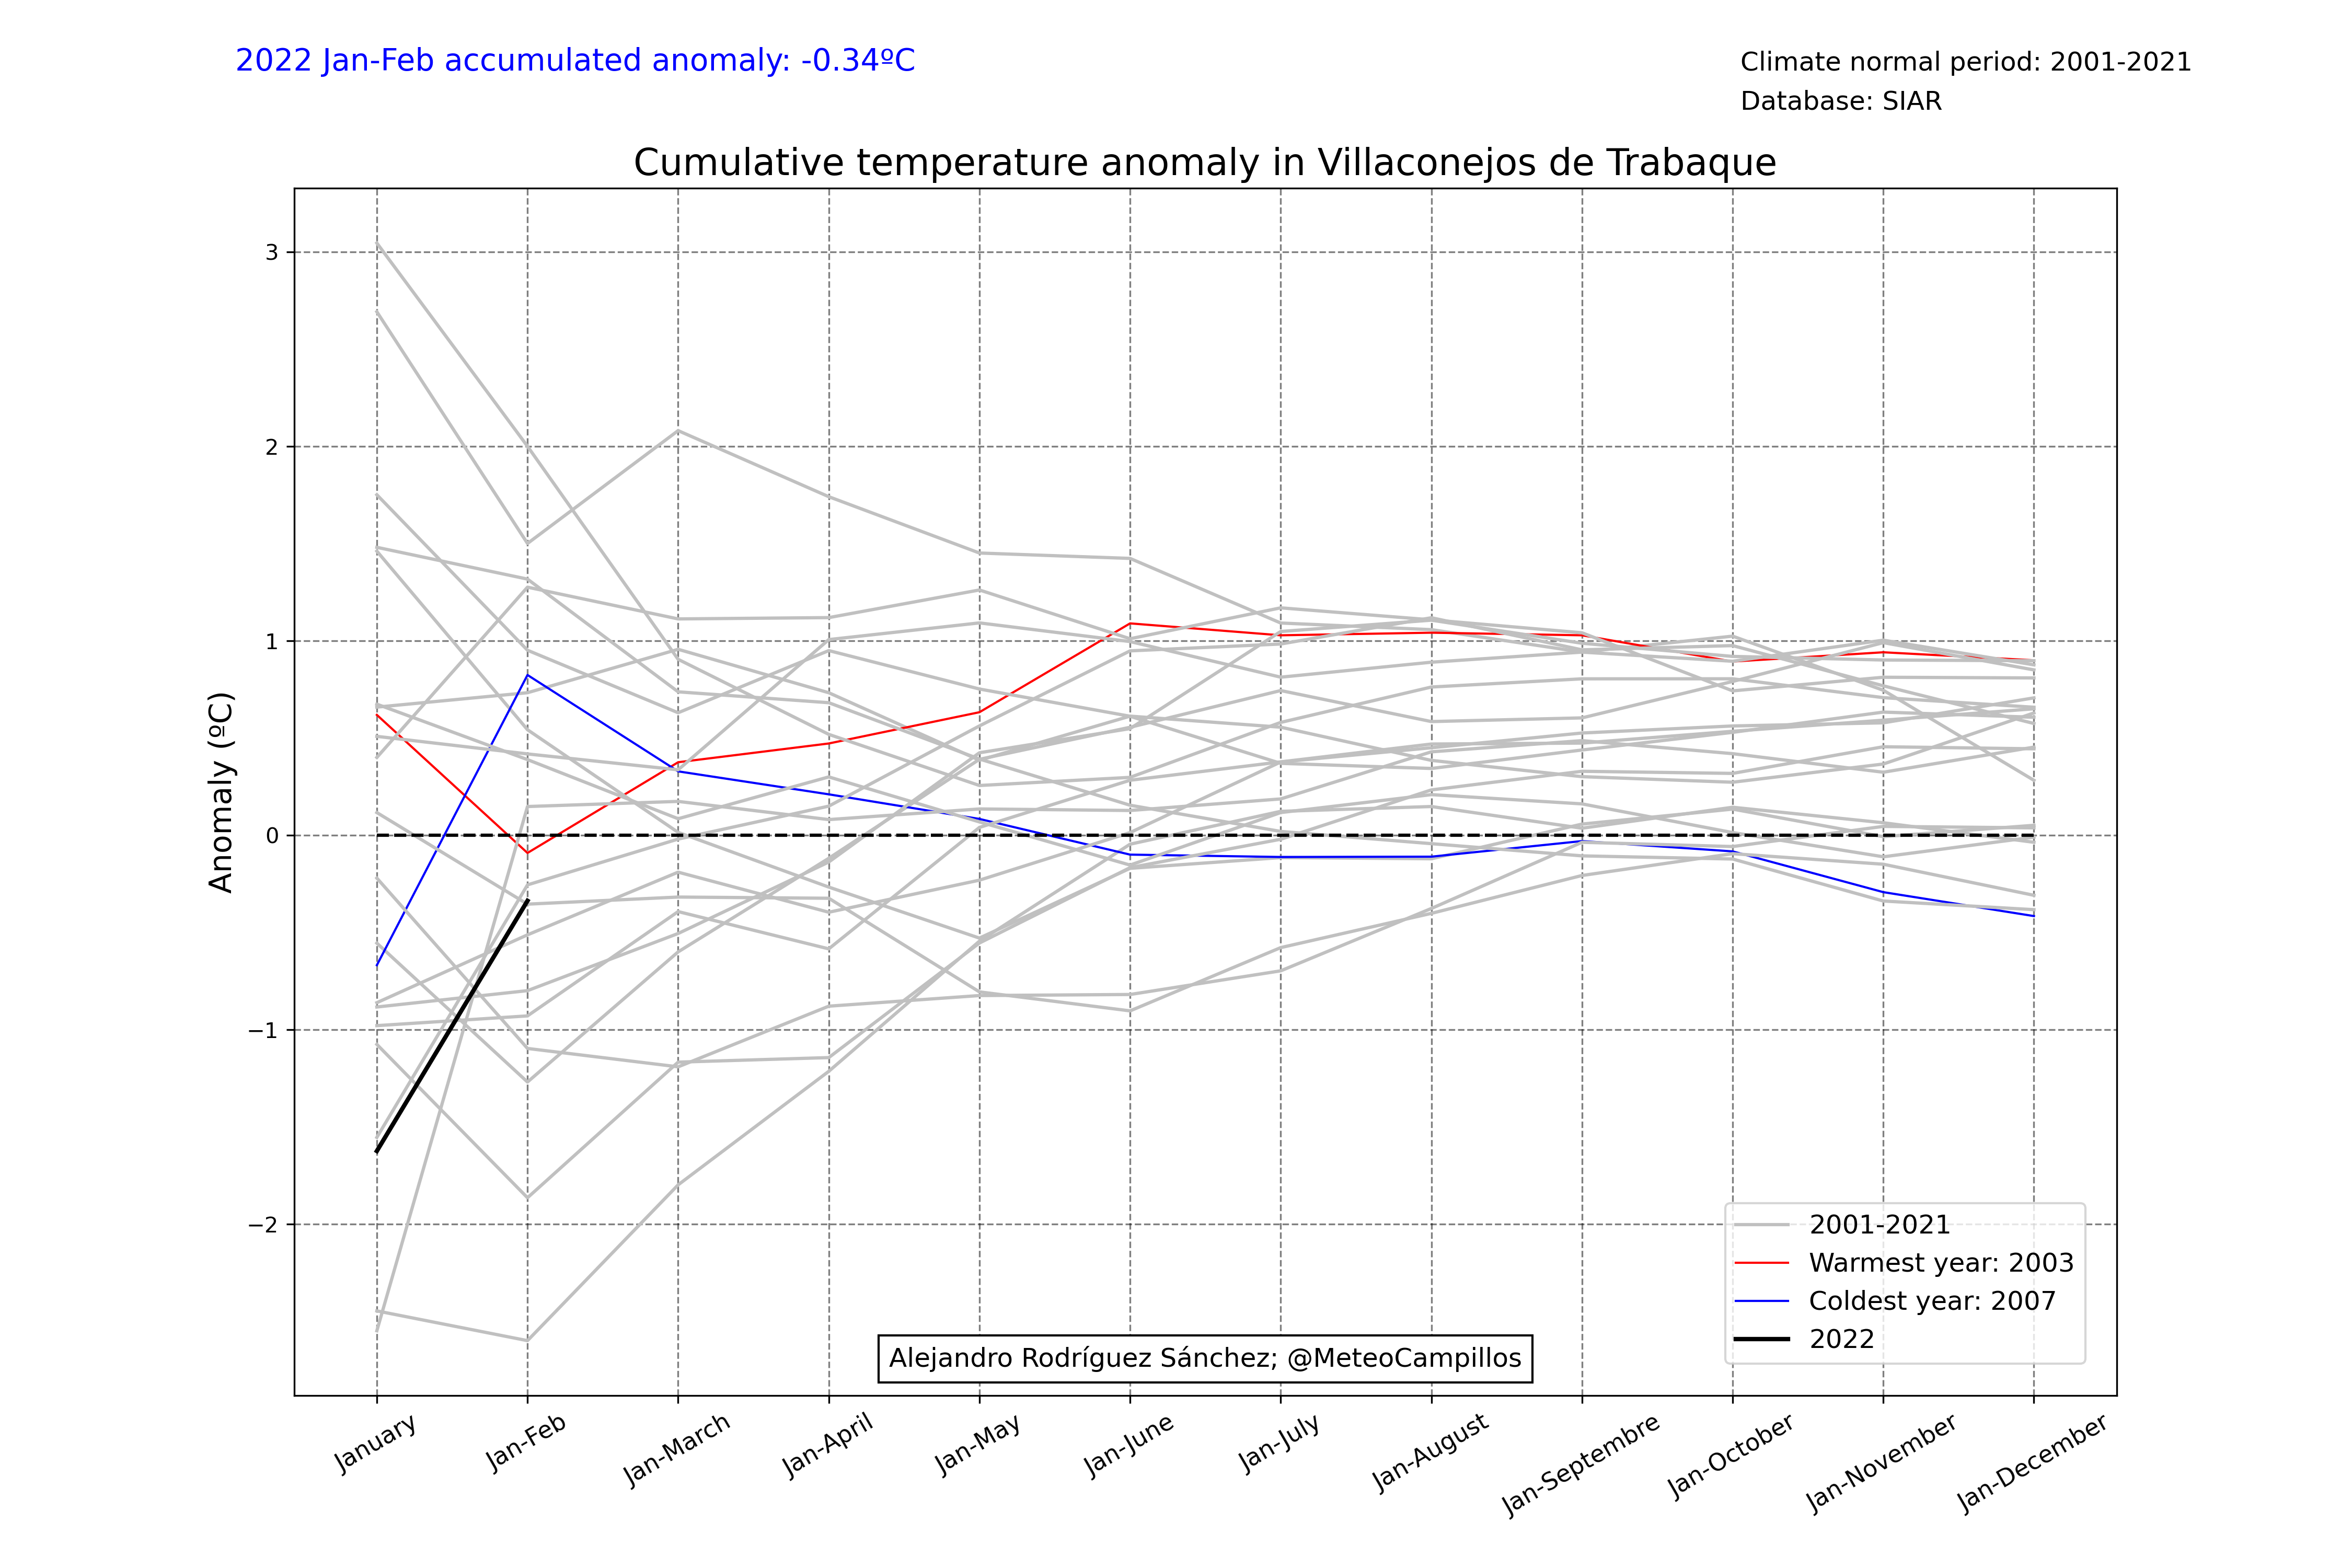 2022 Jan-Feb accumulated anomaly: -0.34ºC
Climate normal period: 2001-2021
Database: SIAR
Cumulative temperature anomaly in Villaconejos de Trabaque
Anomaly (ºC)
3
2
1
0
−1
−2
2001-2021
Warmest year: 2003
Coldest year: 2007
2022
Alejandro Rodríguez Sánchez; @MeteoCampillos
January
Jan-Feb
Jan-March
Jan-April
Jan-May
Jan-June
Jan-July
Jan-August
Jan-Septembre
Jan-October
Jan-November
Jan-December